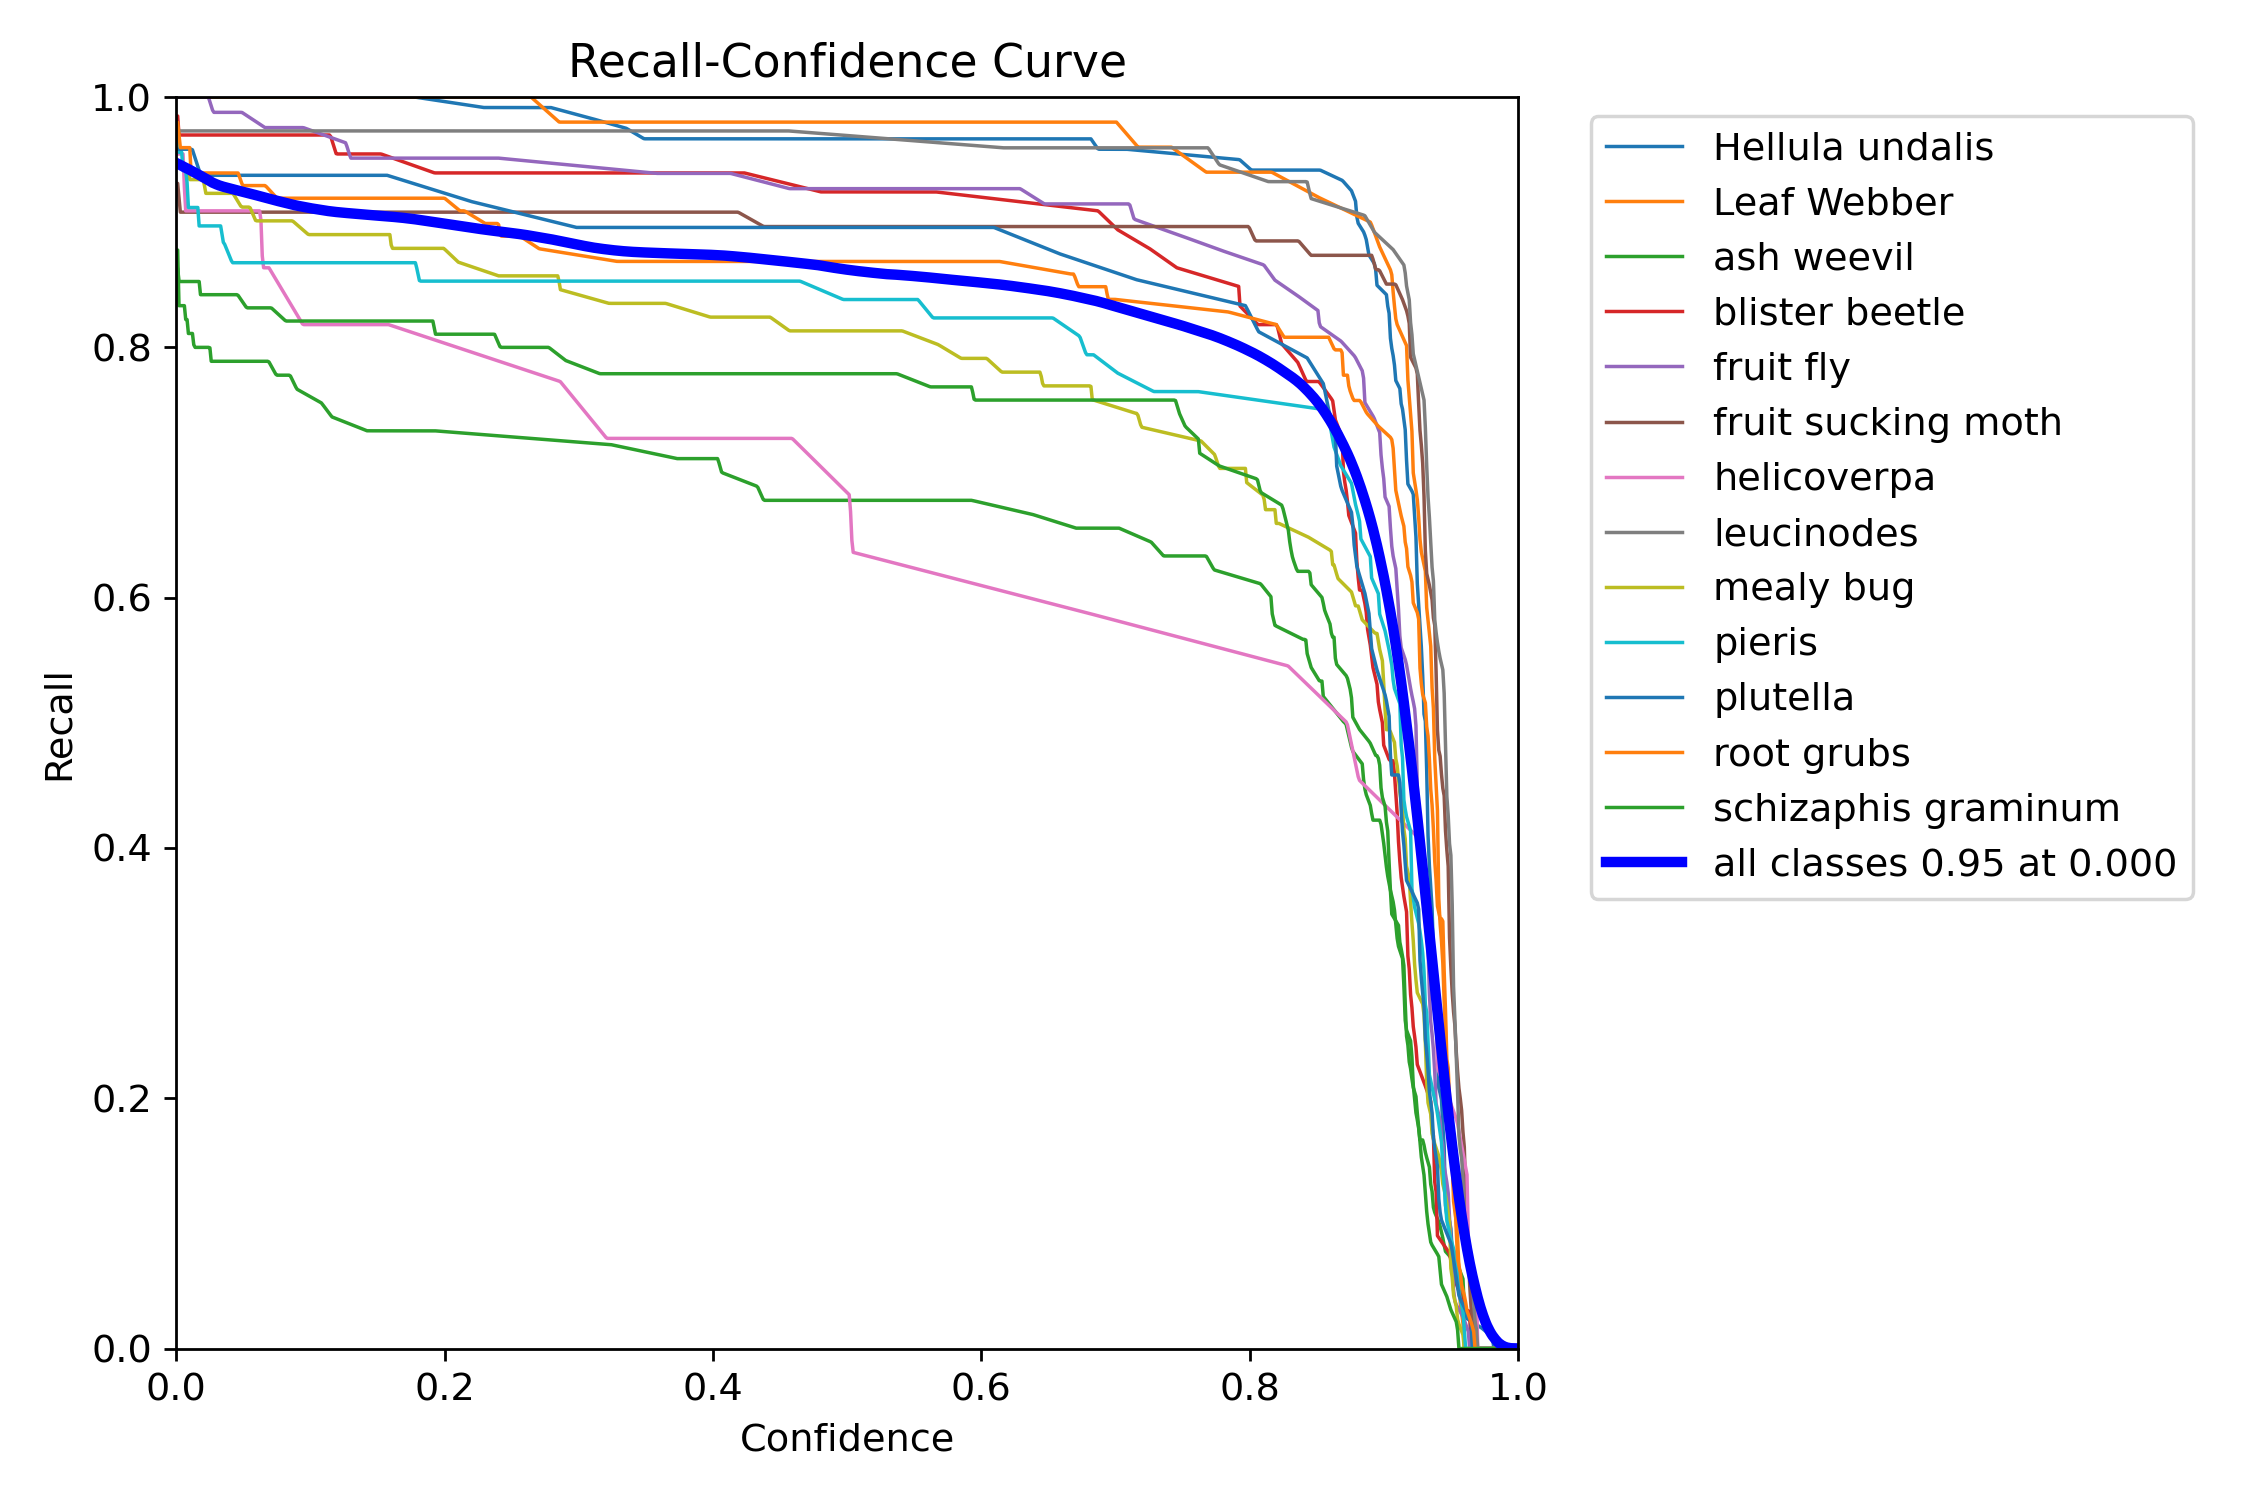 Recall-Confidence Curve
1.0
0.8
0.6
0.4
0.2
0.0
Recall
0.0 0.2 0.4 0.6 0.8 1.0
Confidence
Hellula undalis
Leaf Webber
ash weevil
blister beetle
fruit fly
fruit sucking moth
helicoverpa
leucinodes
mealy bug
pieris
plutella
root grubs
schizaphis graminum
all classes 0.95 at 0.000